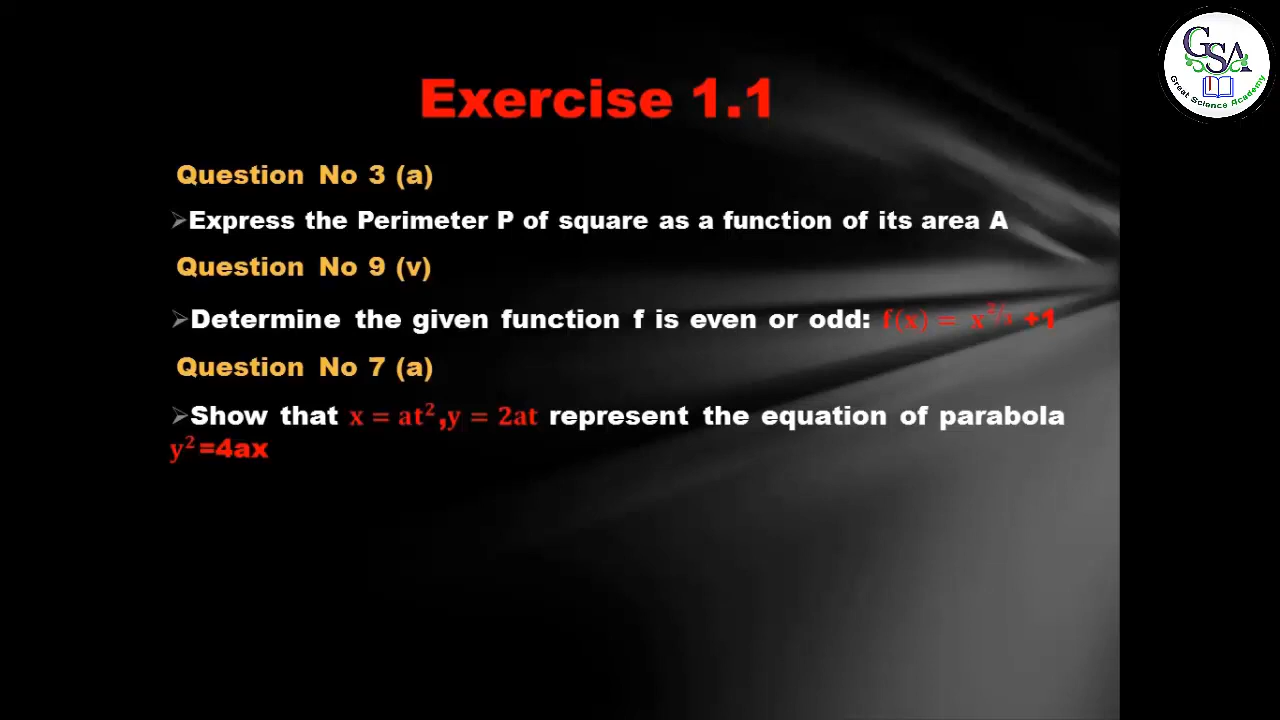 GSA
Great Science Academy
Exercise 1.1
Question No 3 (a)
➢Express the Perimeter P of square as a function of its area A
Question No 9 (v)
➢Determine the given function f is even or odd: f(x) = x^2/ +1
Question No 7 (a)
➢Show that x = at²,y = 2at represent the equation of parabola
y²=4ax